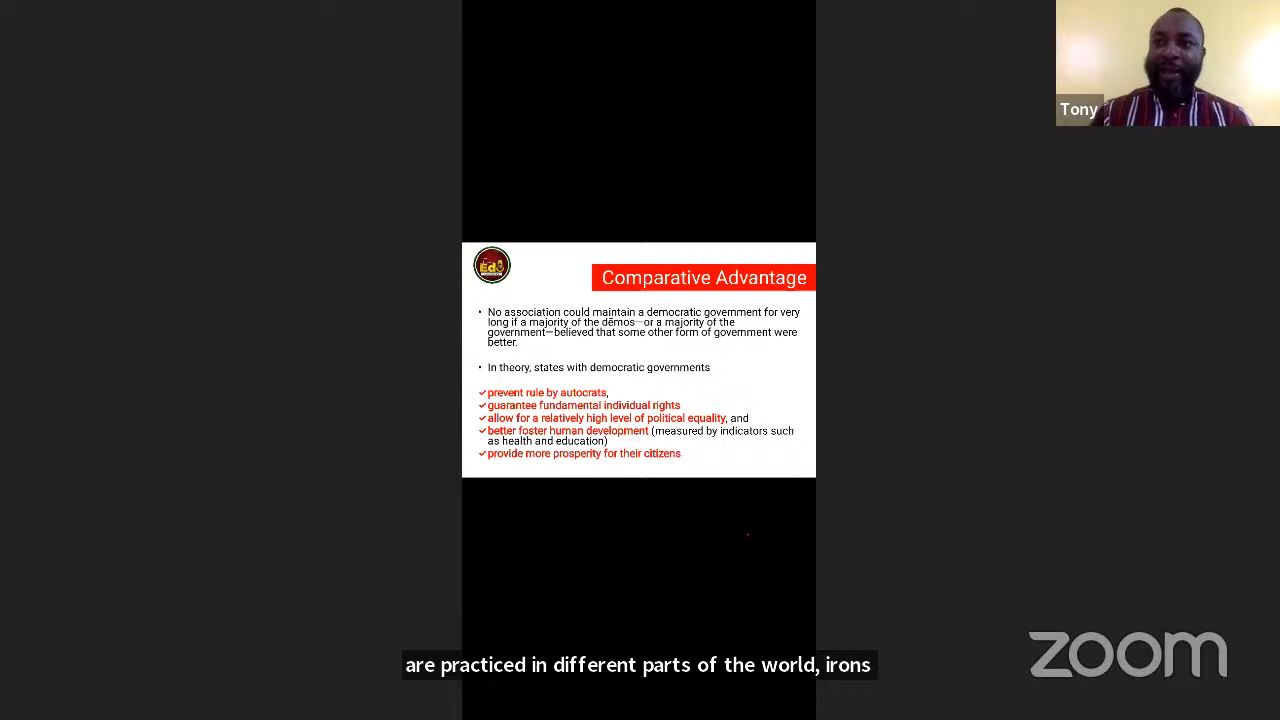 Tony
Ed
Comparative Advantage
• No association could maintain a democratic government for very
long if a majority of the dēmos—or a majority of the
government—believed that some other form of government were
better.
• In theory, states with democratic governments
✓prevent rule by autocrats,
✓guarantee fundamental individual rights
✓allow for a relatively high level of political equality, and
✓better foster human development (measured by indicators such
as health and education)
✓provide more prosperity for their citizens
are practiced in different parts of the world, irons
zoom